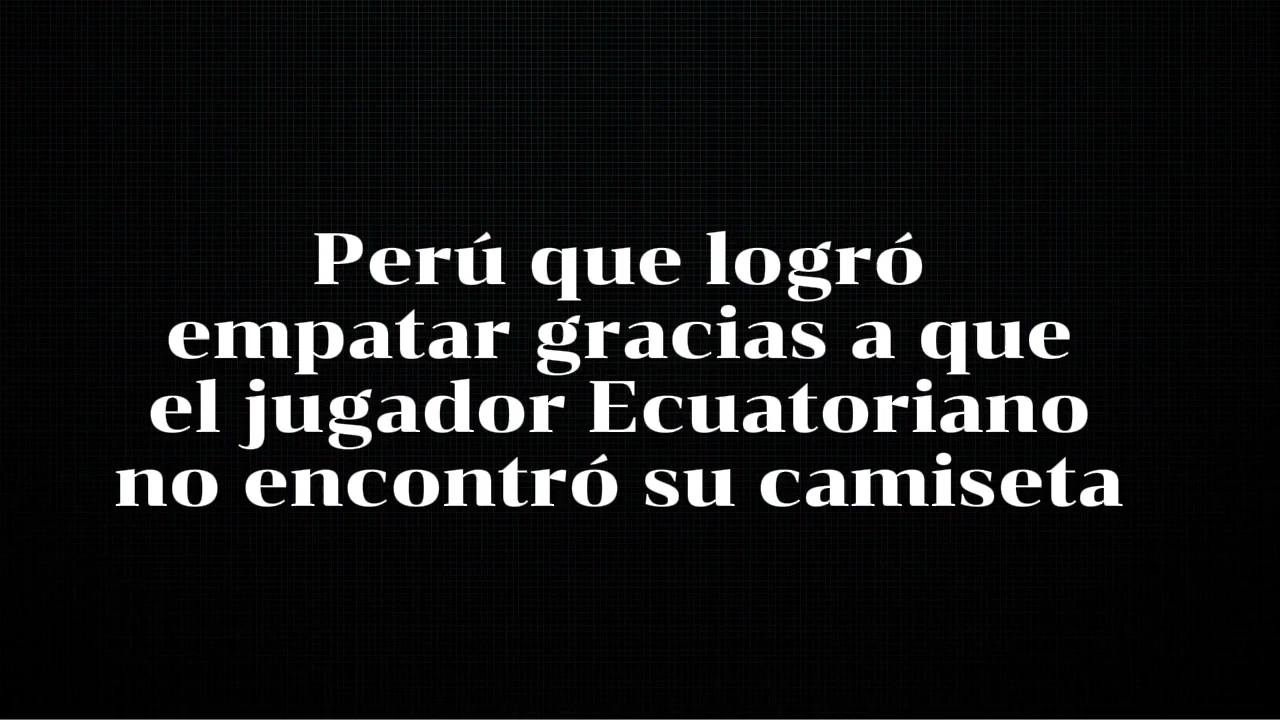 Perú que logró
empatar gracias a que
el jugador Ecuatoriano
no encontró su camiseta